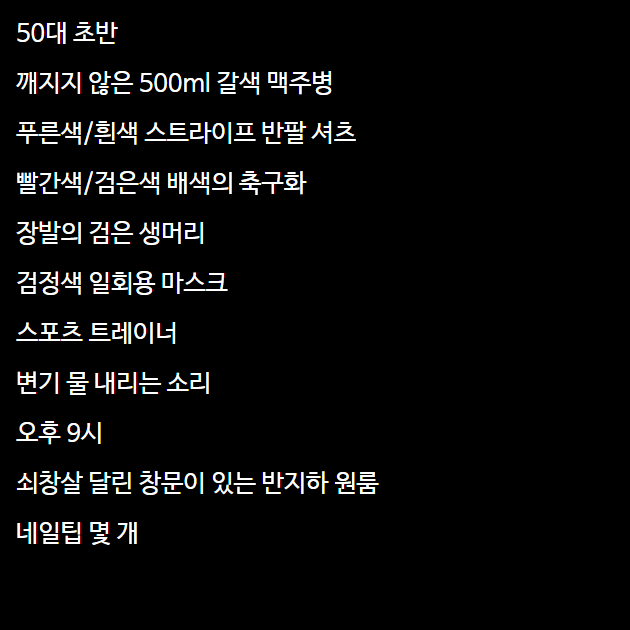 50대 초반
깨지지 않은 500ml 갈색 맥주병
푸른색/흰색 스트라이프 반팔 셔츠
빨간색/검은색 배색의 축구화
장발의 검은 생머리
검정색 일회용 마스크
스포츠 트레이너
변기 물 내리는 소리
오후 9시
쇠창살 달린 창문이 있는 반지하 원룸
네일팁 몇 개